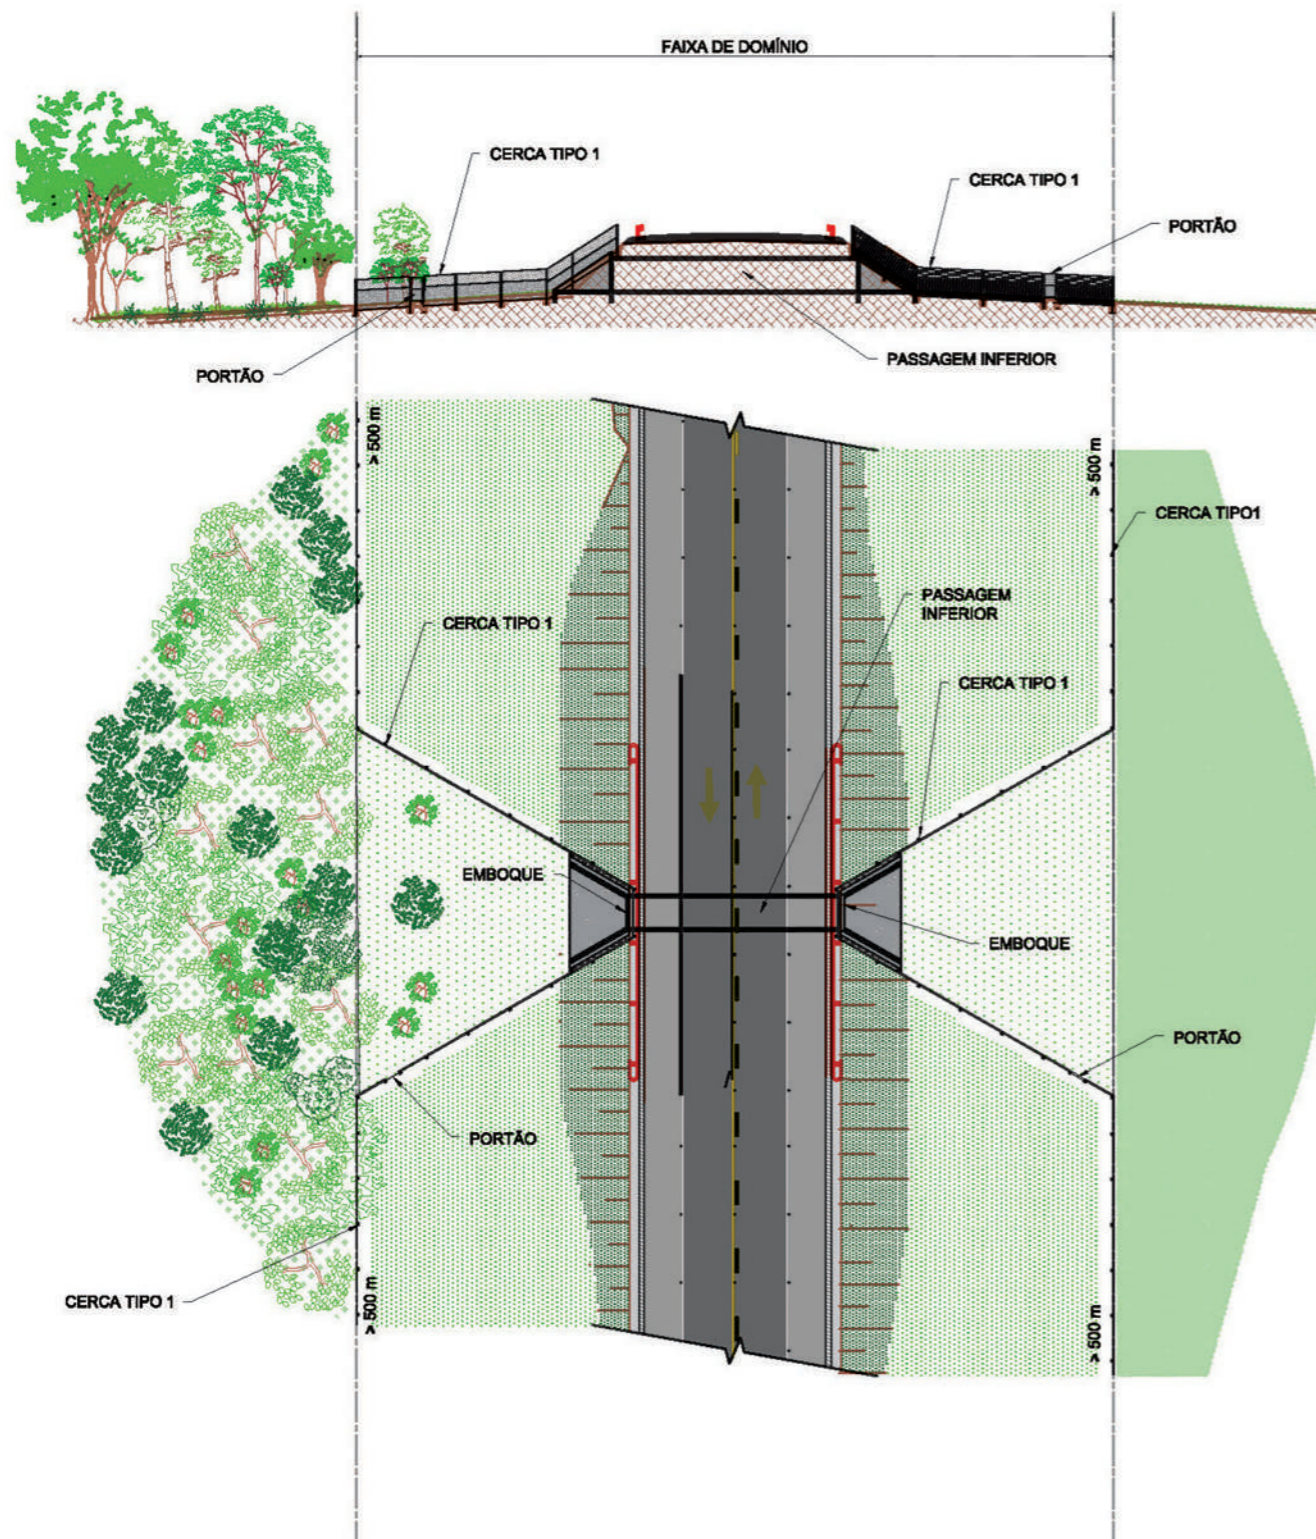 FAIXA DE DOMÍNIO
CERCA TIPO 1
CERCA TIPO 1
PORTÃO
PORTÃO
PASSAGEM INFERIOR
> 500 m
> 500 m
CERCA TIPO1
PASSAGEM
INFERIOR
CERCA TIPO 1
CERCA TIPO 1
EMBOQUE
EMBOQUE
PORTÃO
PORTÃO
CERCA TIPO 1
> 500 m
> 500 m